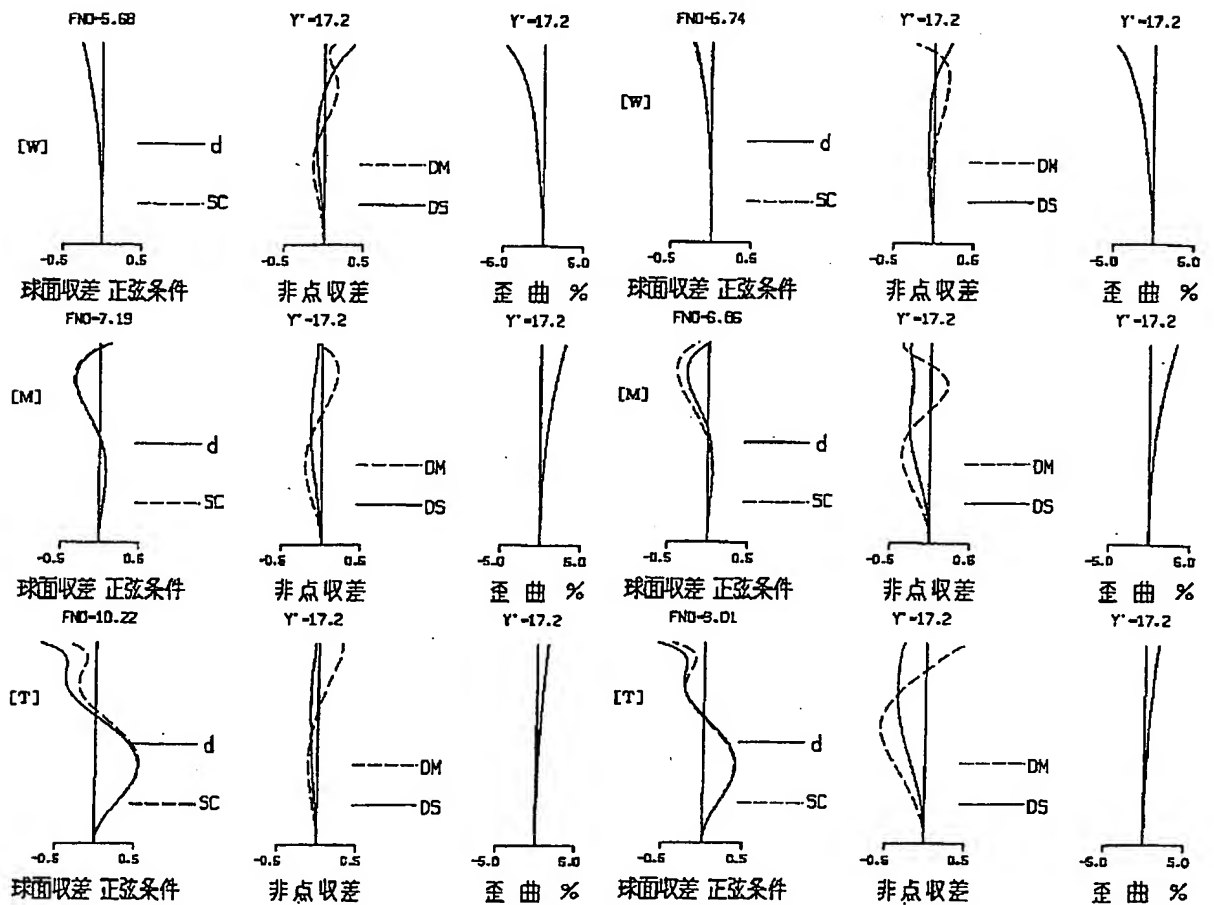 FNO-5.68 Y'-17.2 Y'-17.2 FNO-5.74 Y'-17.2 Y'-17.2
[W] d DM SC DS [W] d DM SC DS
-0.5 0.5 -0.5 0.5 -5.0 5.0 -0.5 0.5 -0.5 0.5 -5.0 5.0
球面収差 正弦条件 非点収差 歪曲 % 球面収差 正弦条件 非点収差 歪曲 %
FNO-7.19 Y'-17.2 Y'-17.2 FNO-6.86 Y'-17.2 Y'-17.2
[M] d DM SC DS [M] d DM SC DS
-0.5 0.5 -0.5 0.5 -5.0 5.0 -0.5 0.5 -0.5 0.5 -5.0 5.0
球面収差 正弦条件 非点収差 歪曲 % 球面収差 正弦条件 非点収差 歪曲 %
FNO-10.22 Y'-17.2 Y'-17.2 FNO-9.01 Y'-17.2 Y'-17.2
[T] d DM SC DS [T] d DM SC DS
-0.5 0.5 -0.5 0.5 -5.0 5.0 -0.5 0.5 -0.5 0.5 -5.0 5.0
球面収差 正弦条件 非点収差 歪曲 % 球面収差 正弦条件 非点収差 歪曲 %